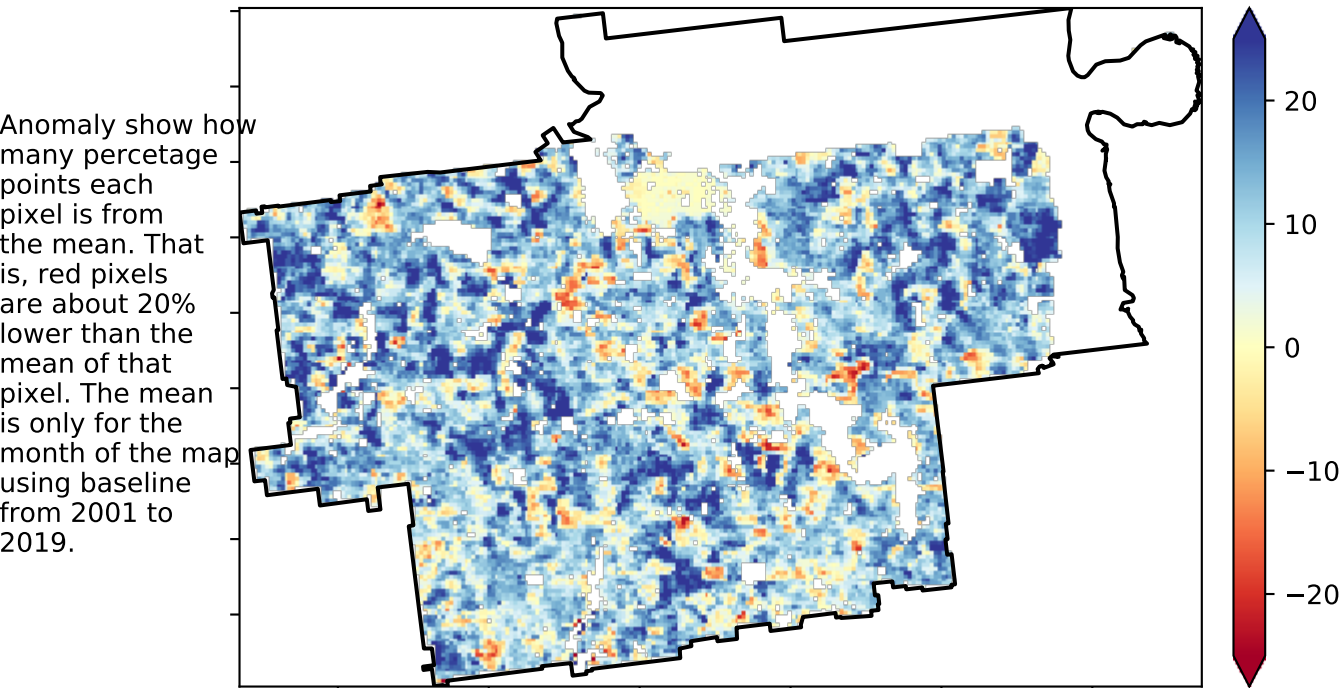 Anomaly show how
many percetage
points each
pixel is from
the mean. That
is, red pixels
are about 20%
lower than the
mean of that
pixel. The mean
is only for the
month of the map
using baseline
from 2001 to
2019.
20
10
0
−10
−20